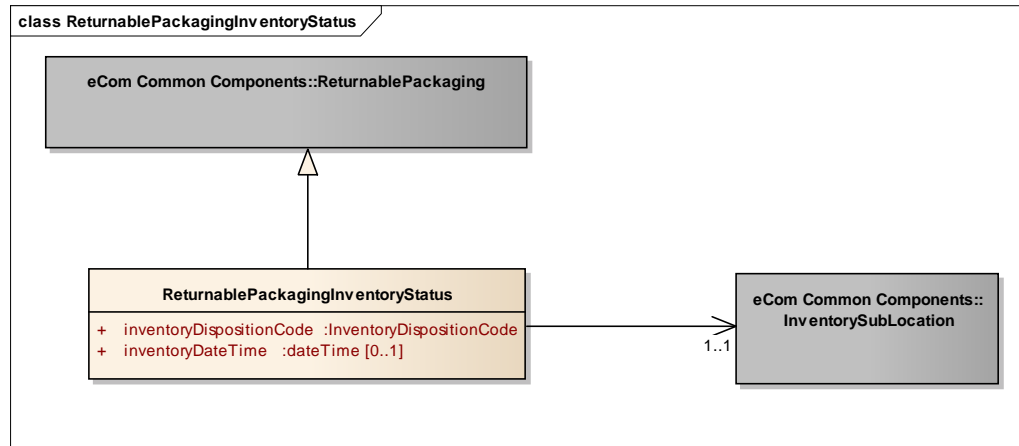 class ReturnablePackagingInventoryStatus
eCom Common Components::ReturnablePackaging
ReturnablePackagingInventoryStatus
+ inventoryDispositionCode :InventoryDispositionCode
+ inventoryDateTime :dateTime [0..1]
eCom Common Components::
InventorySubLocation
1..1